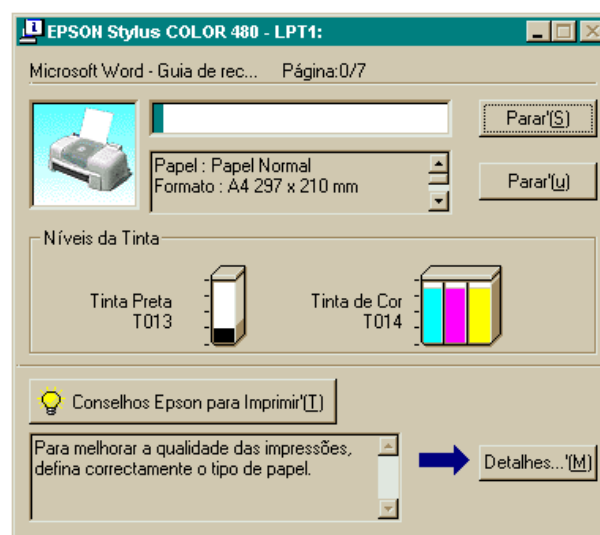 EPSON Stylus COLOR 480 - LPT1:
Microsoft Word - Guia de rec... Página:0/7
Parar'(S)
Papel : Papel Normal
Formato : A4 297 x 210 mm
Parar'(u)
Níveis da Tinta
Tinta Preta
T013
Tinta de Cor
T014
Conselhos Epson para Imprimir'(T)
Para melhorar a qualidade das impressões,
defina correctamente o tipo de papel.
Detalhes...'(M)